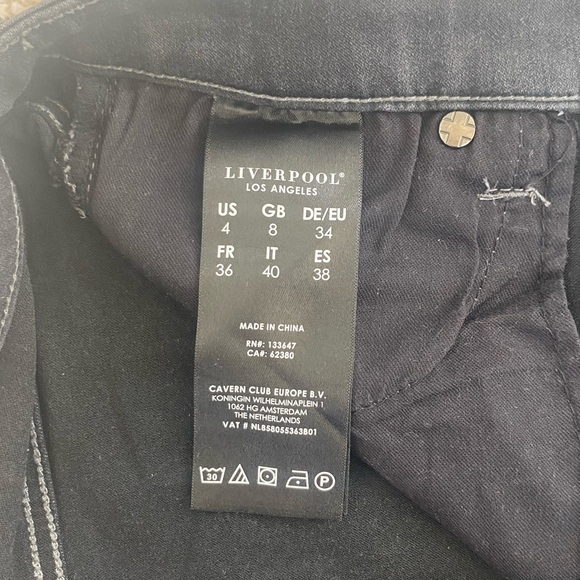 LIVERPOOL®
LOS ANGELES
US GB DE/EU
4 8 34
FR IT ES
36 40 38
MADE IN CHINA
RN#: 133647
CA#: 62380
CAVERN CLUB EUROPE B.V.
KONINGIN WILHELMINAPLEIN 1
1062 HG AMSTERDAM
THE NETHERLANDS
VAT # NL858055363B01
30 P